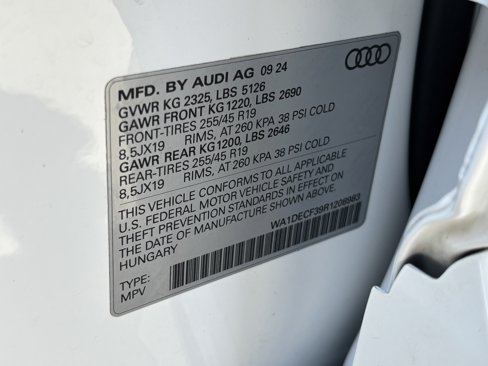 MFD. BY AUDI AG 09 24
GVWR KG 2325, LBS 5126
GAWR FRONT KG 1220, LBS 2690
FRONT-TIRES 255/45 R19
8,5JX19 RIMS, AT 260 KPA 38 PSI COLD
GAWR REAR KG 1200, LBS 2646
REAR-TIRES 255/45 R19
8,5JX19 RIMS, AT 260 KPA 38 PSI COLD
THIS VEHICLE CONFORMS TO ALL APPLICABLE
U.S. FEDERAL MOTOR VEHICLE SAFETY AND
THEFT PREVENTION STANDARDS IN EFFECT ON
THE DATE OF MANUFACTURE SHOWN ABOVE.
HUNGARY
WA1DECF39R1206983
TYPE:
MPV